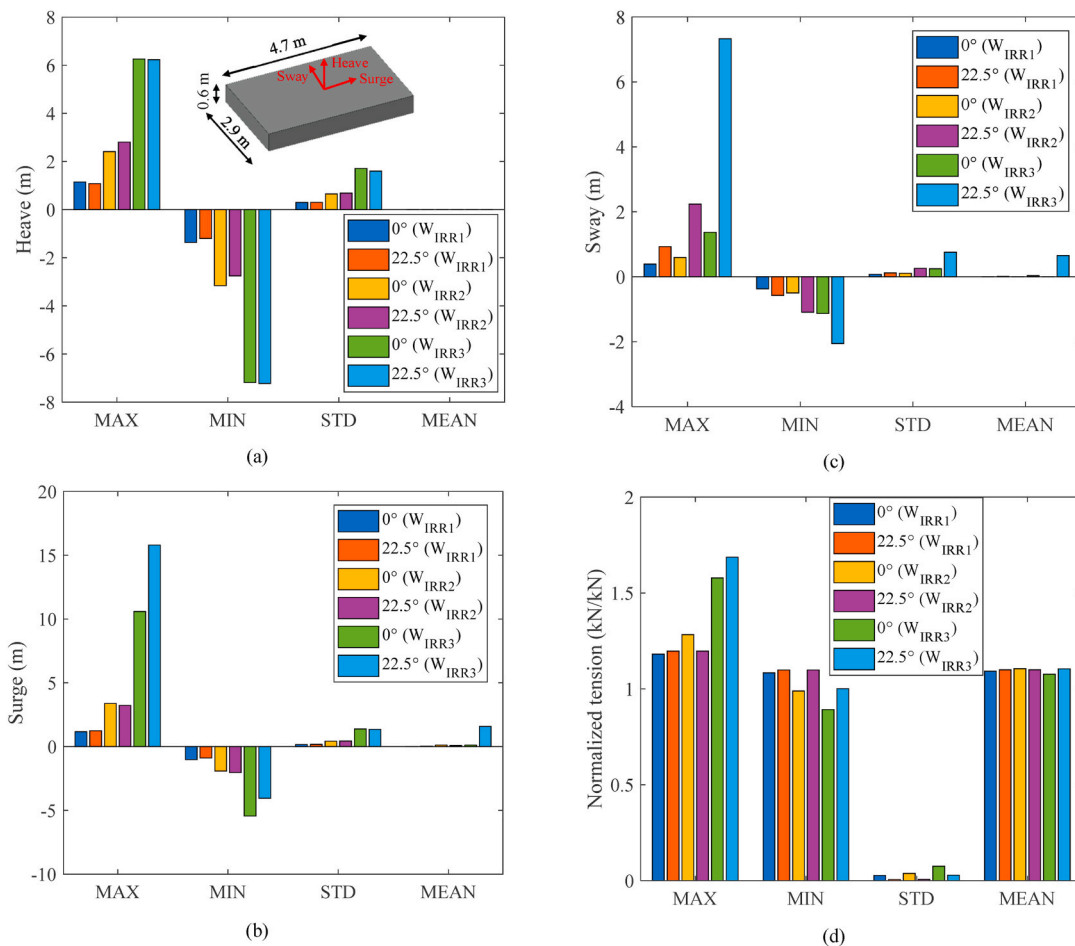 8
6
4
2
0
-2
-4
-6
-8
Heave (m)
4.7 m
0.6 m
2.9 m
Heave
Sway
Surge
0° (W_IRR1)
22.5° (W_IRR1)
0° (W_IRR2)
22.5° (W_IRR2)
0° (W_IRR3)
22.5° (W_IRR3)
MAX MIN STD MEAN
(a)
8
6
4
2
0
-2
-4
Sway (m)
0° (W_IRR1)
22.5° (W_IRR1)
0° (W_IRR2)
22.5° (W_IRR2)
0° (W_IRR3)
22.5° (W_IRR3)
MAX MIN STD MEAN
(c)
20
15
10
5
0
-5
-10
Surge (m)
0° (W_IRR1)
22.5° (W_IRR1)
0° (W_IRR2)
22.5° (W_IRR2)
0° (W_IRR3)
22.5° (W_IRR3)
MAX MIN STD MEAN
(b)
2
1.5
1
0.5
0
Normalized tension (kN/kN)
0° (W_IRR1)
22.5° (W_IRR1)
0° (W_IRR2)
22.5° (W_IRR2)
0° (W_IRR3)
22.5° (W_IRR3)
MAX MIN STD MEAN
(d)